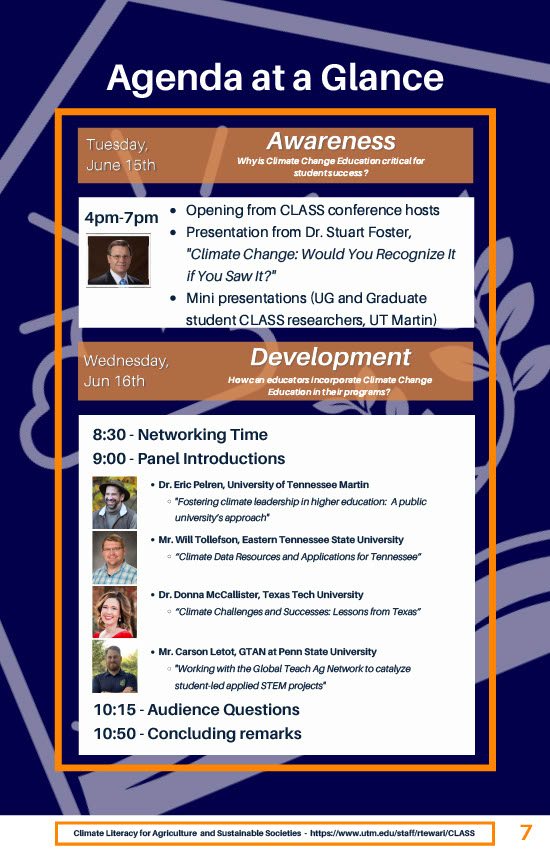 Agenda at a Glance
Tuesday,
June 15th
Awareness
Why is Climate Change Education critical for
student success?
4pm-7pm
• Opening from CLASS conference hosts
• Presentation from Dr. Stuart Foster,
"Climate Change: Would You Recognize It
if You Saw It?"
• Mini presentations (UG and Graduate
student CLASS researchers, UT Martin)
Wednesday,
Jun 16th
Development
How can educators incorporate Climate Change
Education in their programs?
8:30 - Networking Time
9:00 - Panel Introductions
• Dr. Eric Pelren, University of Tennessee Martin
◦ "Fostering climate leadership in higher education: A public
university's approach"
• Mr. Will Tollefson, Eastern Tennessee State University
◦ “Climate Data Resources and Applications for Tennessee”
• Dr. Donna McCallister, Texas Tech University
◦ “Climate Challenges and Successes: Lessons from Texas”
• Mr. Carson Letot, GTAN at Penn State University
◦ "Working with the Global Teach Ag Network to catalyze
student-led applied STEM projects"
10:15 - Audience Questions
10:50 - Concluding remarks
Climate Literacy for Agriculture and Sustainable Societies - https://www.utm.edu/staff/rtewari/CLASS
7